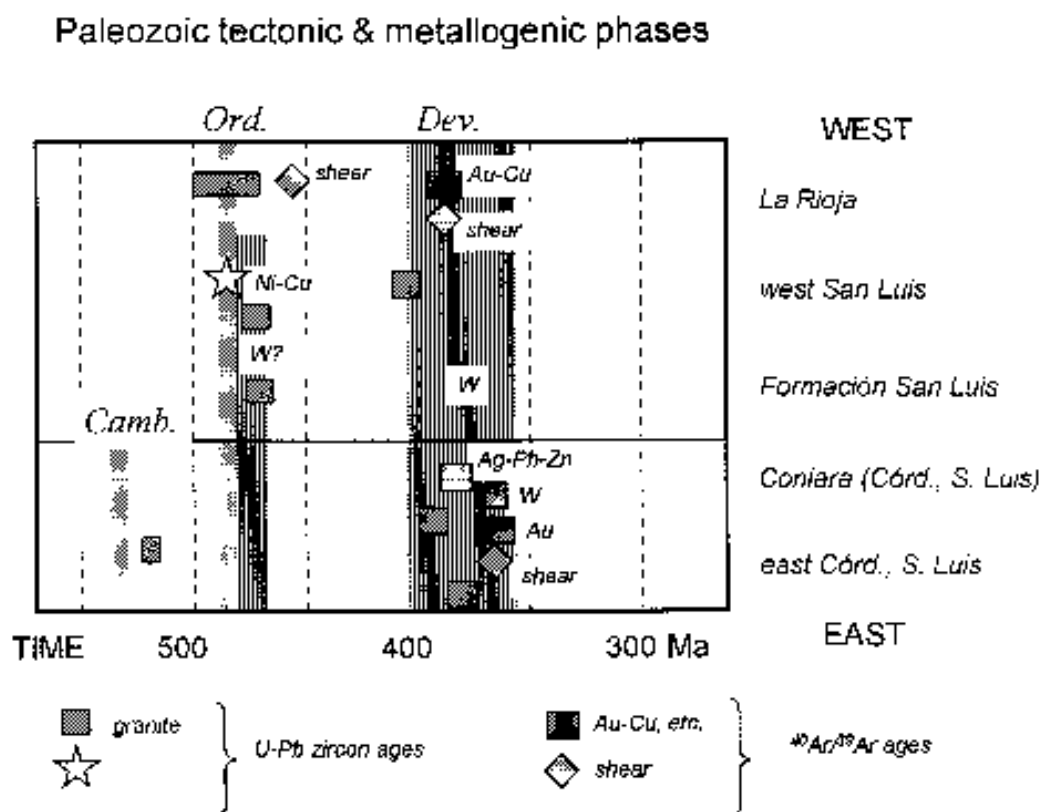 Paleozoic tectonic & metallogenic phases
Ord.
Dev.
WEST
shear
Au-Cu
La Rioja
shear
Ni-Cu
west San Luis
W?
W
Formación San Luis
Camb.
Ag-Pb-Zn
Coniara (Córd., S. Luis)
W
Au
shear
east Córd., S. Luis
TIME 500 400 300 Ma
EAST
granite
U-Pb zircon ages
Au-Cu, etc.
shear
⁴⁰Ar/³⁹Ar ages